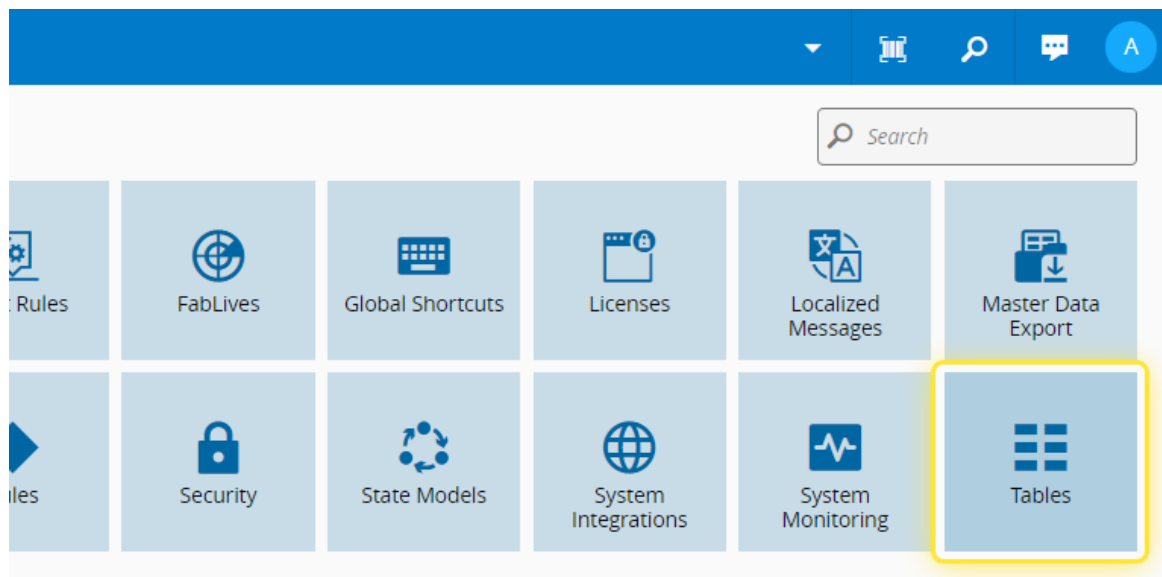 A
Search
Rules
FabLives
Global Shortcuts
Licenses
Localized
Messages
Master Data
Export
Security
State Models
System
Integrations
System
Monitoring
Tables